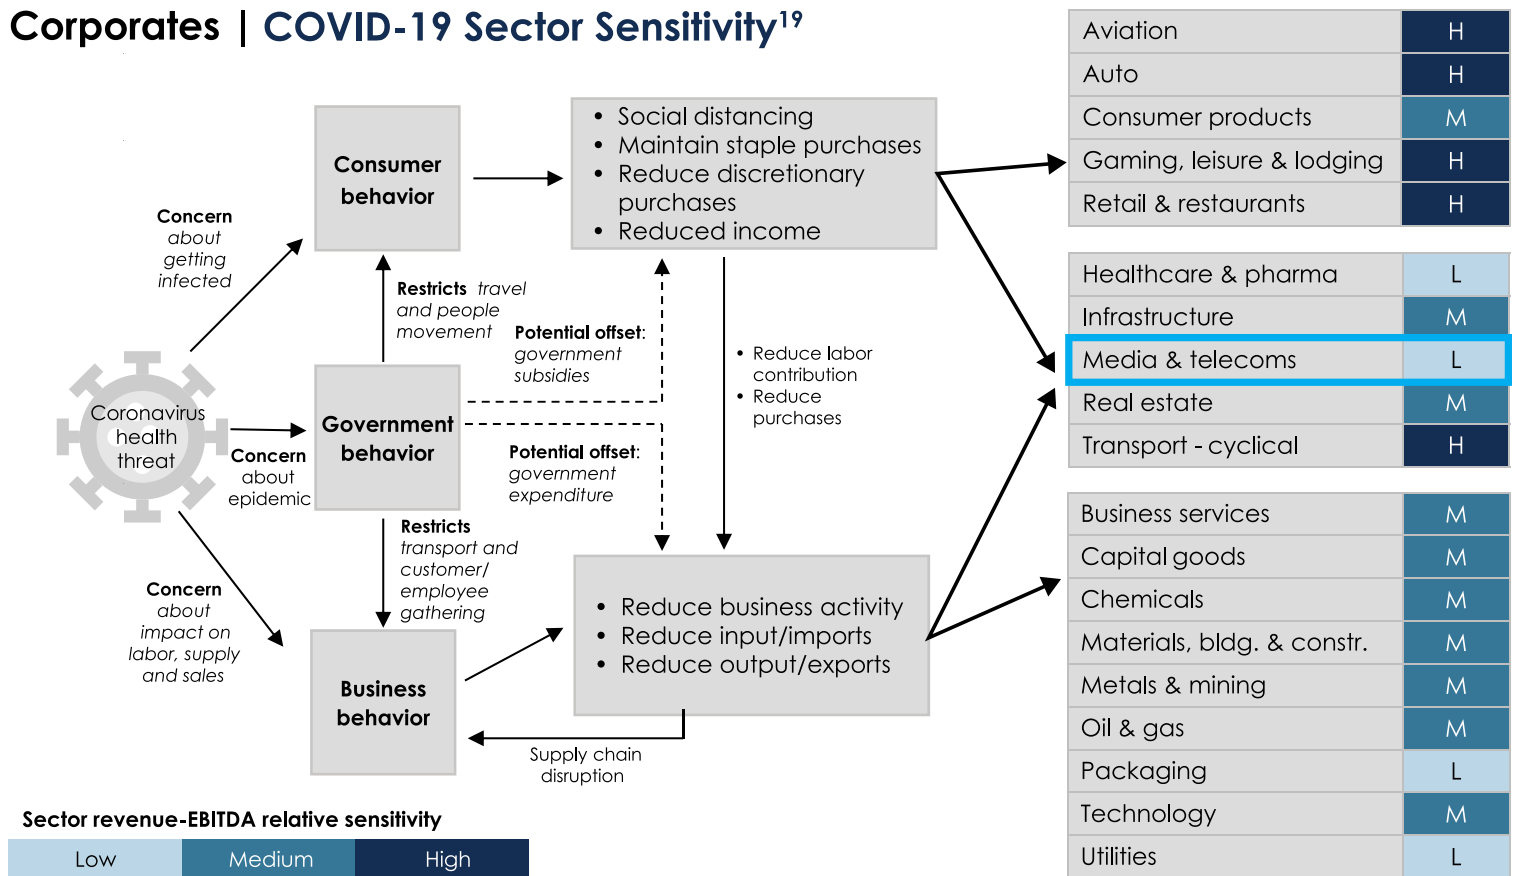 Corporates | COVID-19 Sector Sensitivity¹⁹
Concern
about
getting
infected
Coronavirus
health
threat
Concern
about
epidemic
Concern
about
impact on
labor, supply
and sales
Consumer
behavior
Restricts travel
and people
movement
Government
behavior
Restricts
transport and
customer/
employee
gathering
Business
behavior
Potential offset:
government
subsidies
Potential offset:
government
expenditure
• Social distancing
• Maintain staple purchases
• Reduce discretionary
purchases
• Reduced income
• Reduce labor
contribution
• Reduce
purchases
• Reduce business activity
• Reduce input/imports
• Reduce output/exports
Supply chain
disruption
Aviation H
Auto H
Consumer products M
Gaming, leisure & lodging H
Retail & restaurants H
Healthcare & pharma L
Infrastructure M
Media & telecoms L
Real estate M
Transport - cyclical H
Business services M
Capital goods M
Chemicals M
Materials, bldg. & constr. M
Metals & mining M
Oil & gas M
Packaging L
Technology M
Utilities L
Sector revenue-EBITDA relative sensitivity
Low Medium High